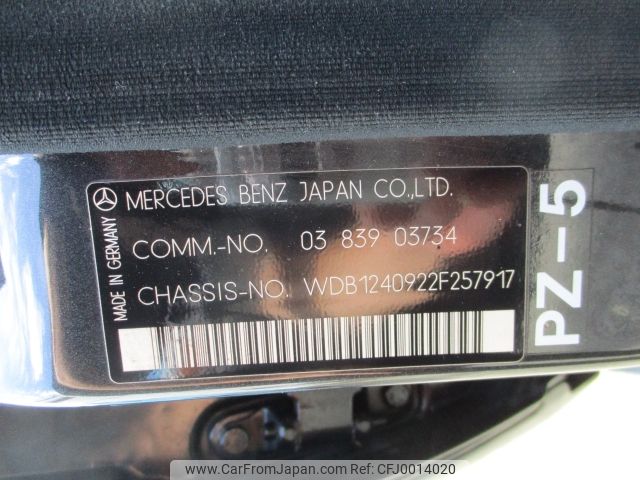 MERCEDES BENZ JAPAN CO.,LTD.
COMM.-NO. 03 839 03734
CHASSIS-NO. WDB1240922F257917
MADE IN GERMANY
PZ-5
www.CarFromJapan.com | ID:CFJ0014020